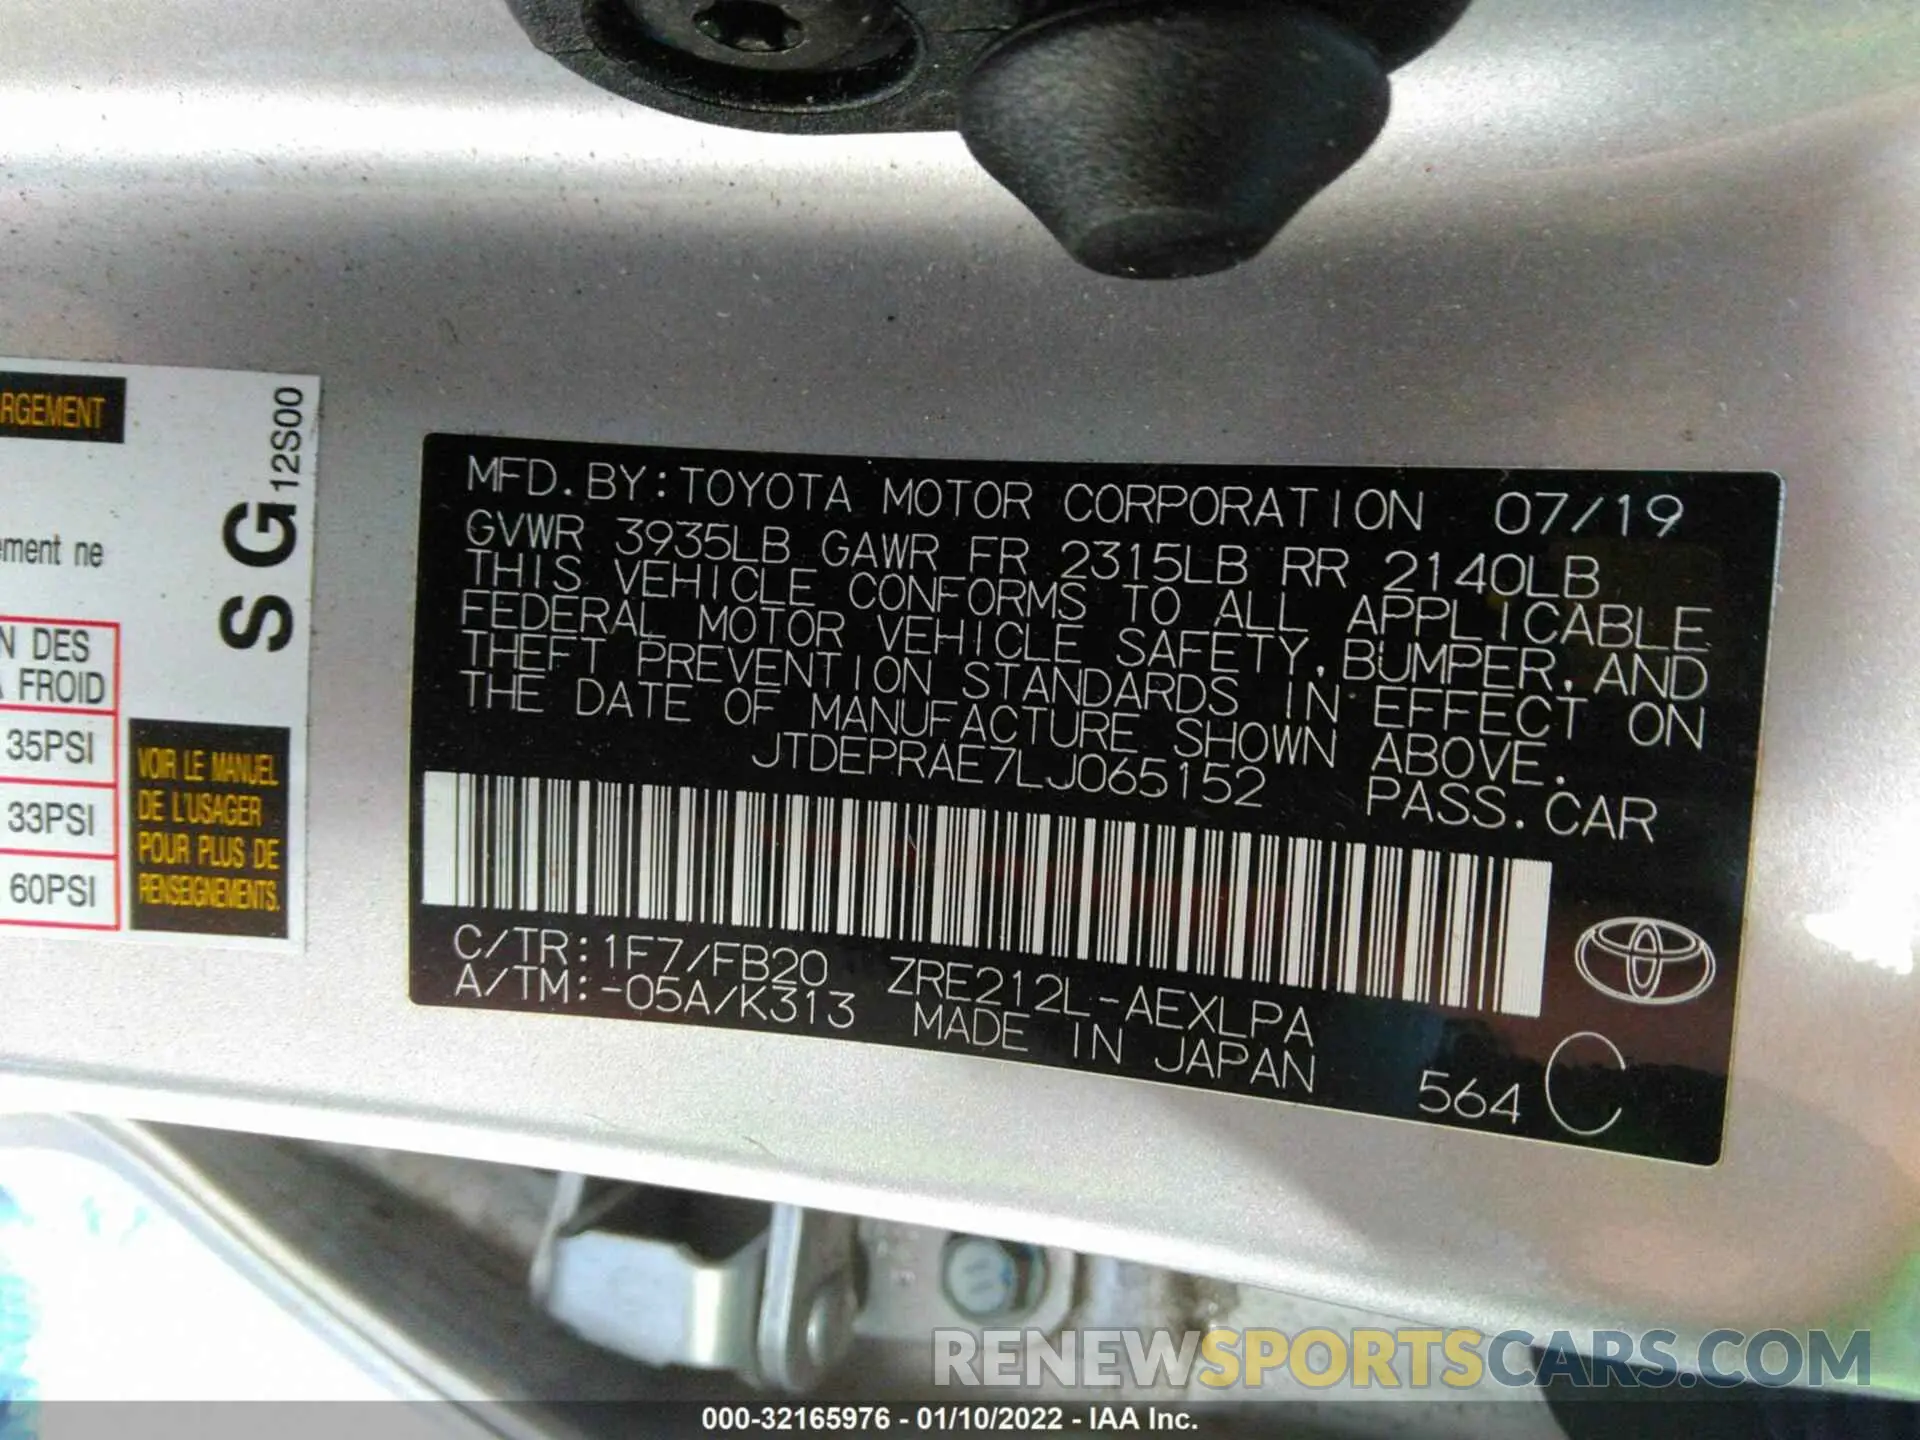 RGEMENT
SG12S00
ement ne
N DES
A FROID
35PSI
33PSI
60PSI
VOIR LE MANUEL
DE L'USAGER
POUR PLUS DE
RENSEIGNEMENTS.
MFD. BY: TOYOTA MOTOR CORPORATION 07/19
GVWR 3935LB GAWR FR 2315LB RR 2140LB
THIS VEHICLE CONFORMS TO ALL APPLICABLE
FEDERAL MOTOR VEHICLE SAFETY, BUMPER, AND
THEFT PREVENTION STANDARDS IN EFFECT ON
THE DATE OF MANUFACTURE SHOWN ABOVE.
JTDEPRAE7LJ065152 PASS. CAR
C/TR: 1F7/FB20 ZRE212L-AEXLPA
A/TM: -05A/K313 MADE IN JAPAN
564 C
RENEWSPORTSCARS.COM
000-32165976 - 01/10/2022 - IAA Inc.